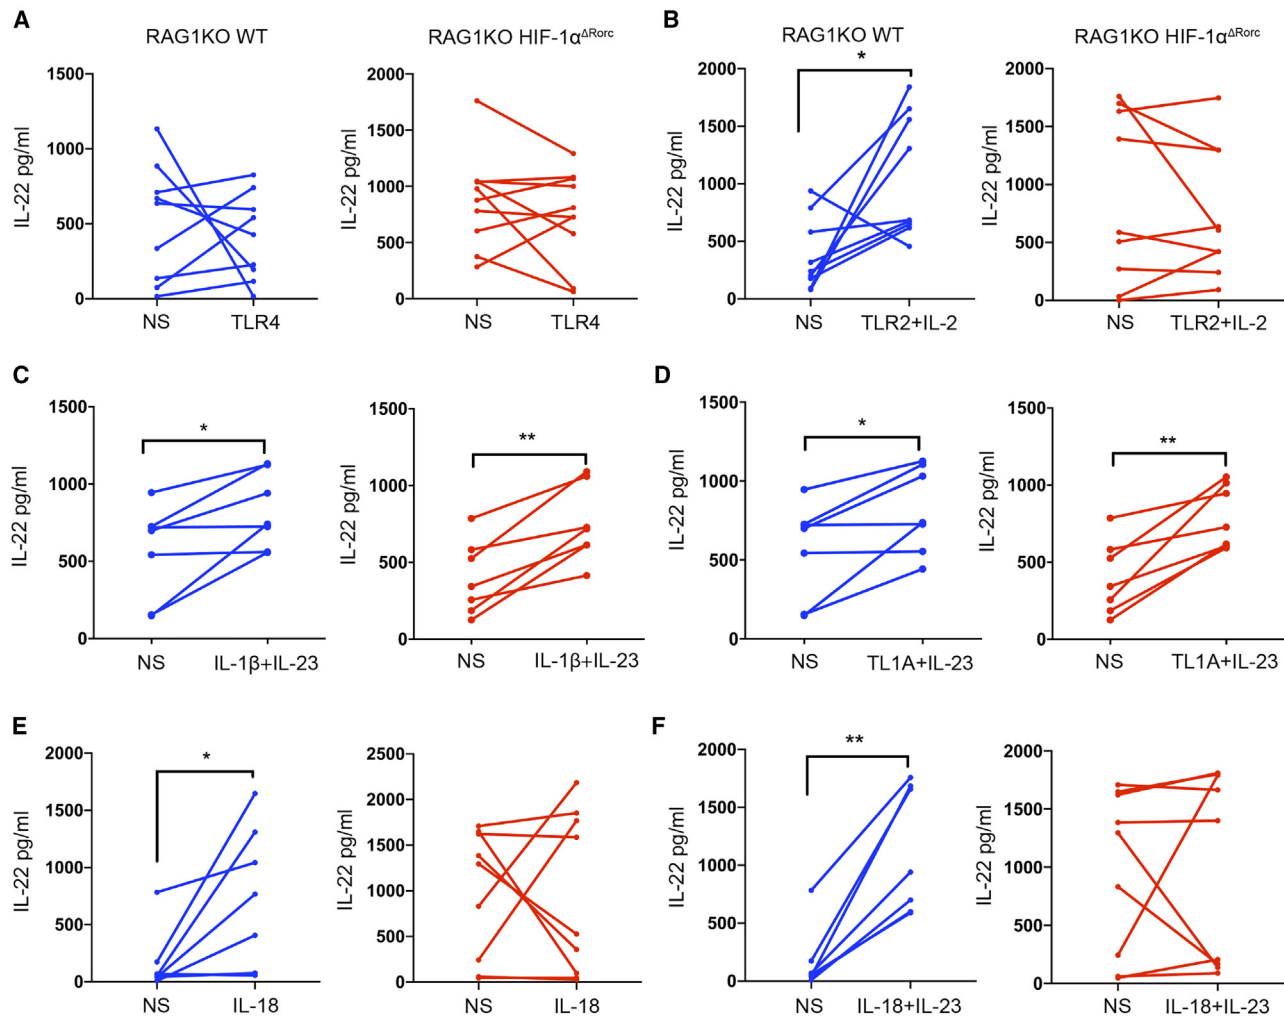 A
RAG1KO WT
RAG1KO HIF-1α^ΔRorc
IL-22 pg/ml
1500
1000
500
0
NS
TLR4
IL-22 pg/ml
2000
1500
1000
500
0
NS
TLR4
B
RAG1KO WT
RAG1KO HIF-1α^ΔRorc
*
IL-22 pg/ml
2000
1500
1000
500
0
NS
TLR2+IL-2
IL-22 pg/ml
2000
1500
1000
500
0
NS
TLR2+IL-2
C
*
IL-22 pg/ml
1500
1000
500
0
NS
IL-1β+IL-23
**
IL-22 pg/ml
1500
1000
500
0
NS
IL-1β+IL-23
D
*
IL-22 pg/ml
1500
1000
500
0
NS
TL1A+IL-23
**
IL-22 pg/ml
1500
1000
500
0
NS
TL1A+IL-23
E
*
IL-22 pg/ml
2000
1500
1000
500
0
NS
IL-18
IL-22 pg/ml
2500
2000
1500
1000
500
0
NS
IL-18
F
**
IL-22 pg/ml
2000
1500
1000
500
0
NS
IL-18+IL-23
IL-22 pg/ml
2000
1500
1000
500
0
NS
IL-18+IL-23